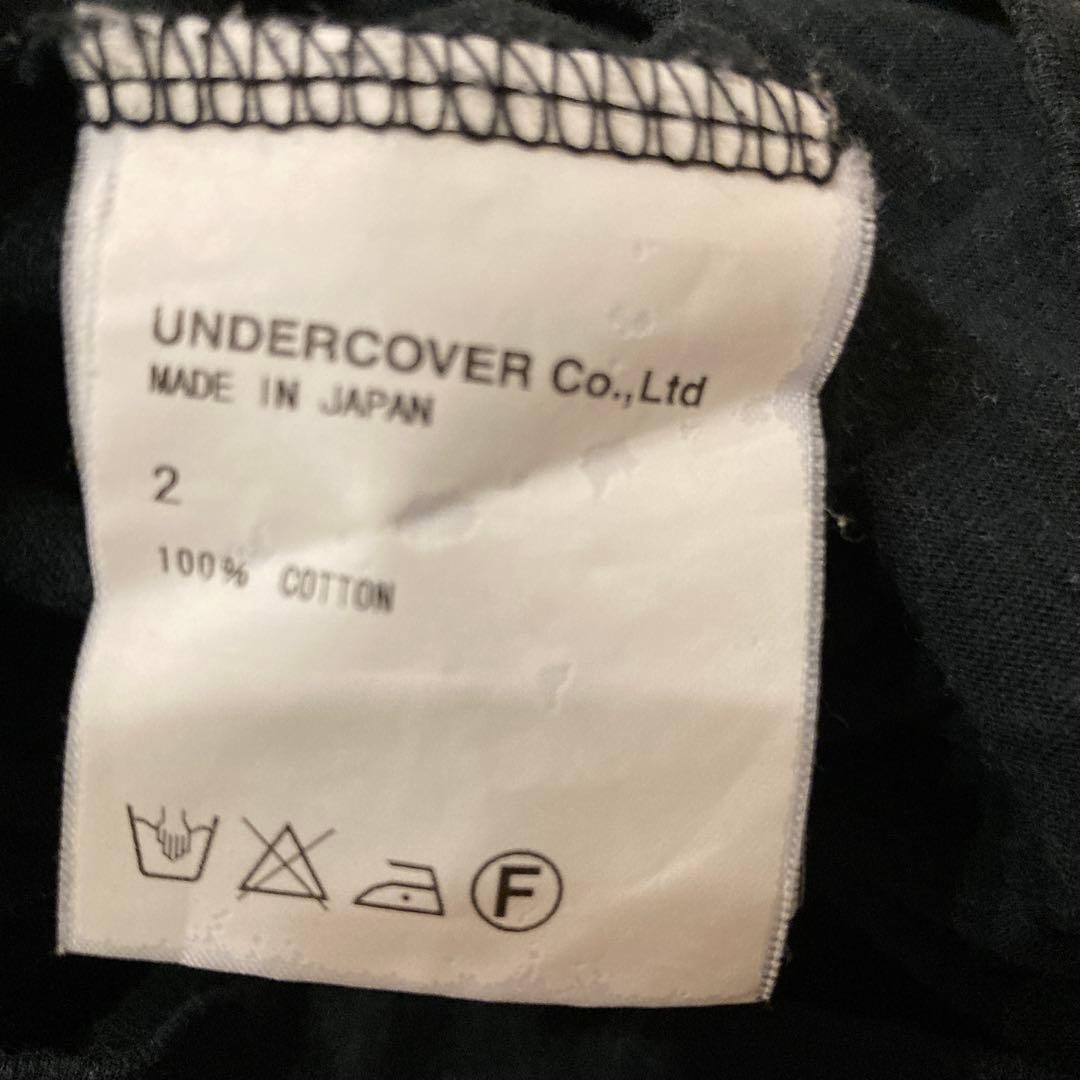 UNDERCOVER Co.,Ltd
MADE IN JAPAN
2
100% COTTON
F